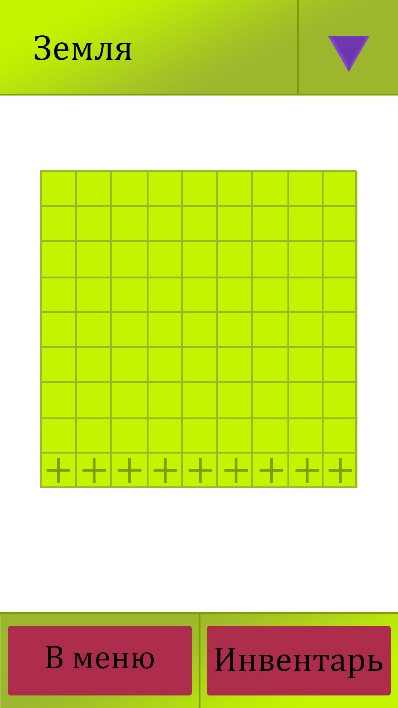 Земля
+ + + + + + + + +
В меню
Инвентарь